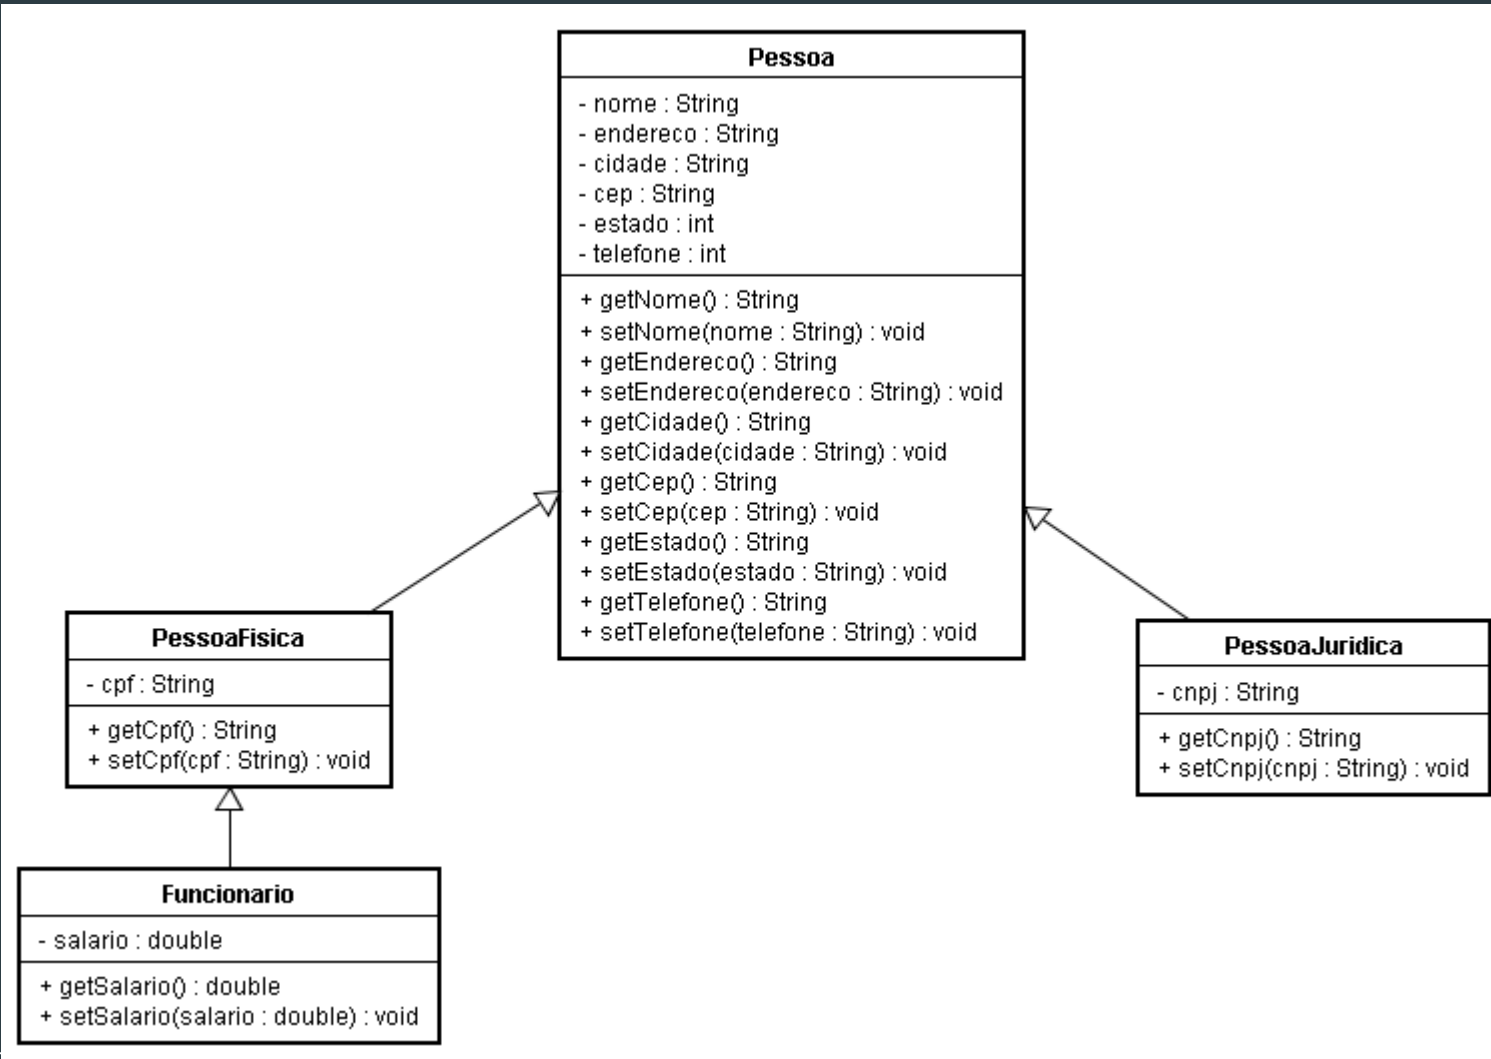 Pessoa
- nome : String
- endereco : String
- cidade : String
- cep : String
- estado : int
- telefone : int
+ getNome() : String
+ setNome(nome : String) : void
+ getEndereco() : String
+ setEndereco(endereco : String) : void
+ getCidade() : String
+ setCidade(cidade : String) : void
+ getCep() : String
+ setCep(cep : String) : void
+ getEstado() : String
+ setEstado(estado : String) : void
+ getTelefone() : String
+ setTelefone(telefone : String) : void
PessoaFisica
- cpf : String
+ getCpf() : String
+ setCpf(cpf : String) : void
PessoaJuridica
- cnpj : String
+ getCnpj() : String
+ setCnpj(cnpj : String) : void
Funcionario
- salario : double
+ getSalario() : double
+ setSalario(salario : double) : void